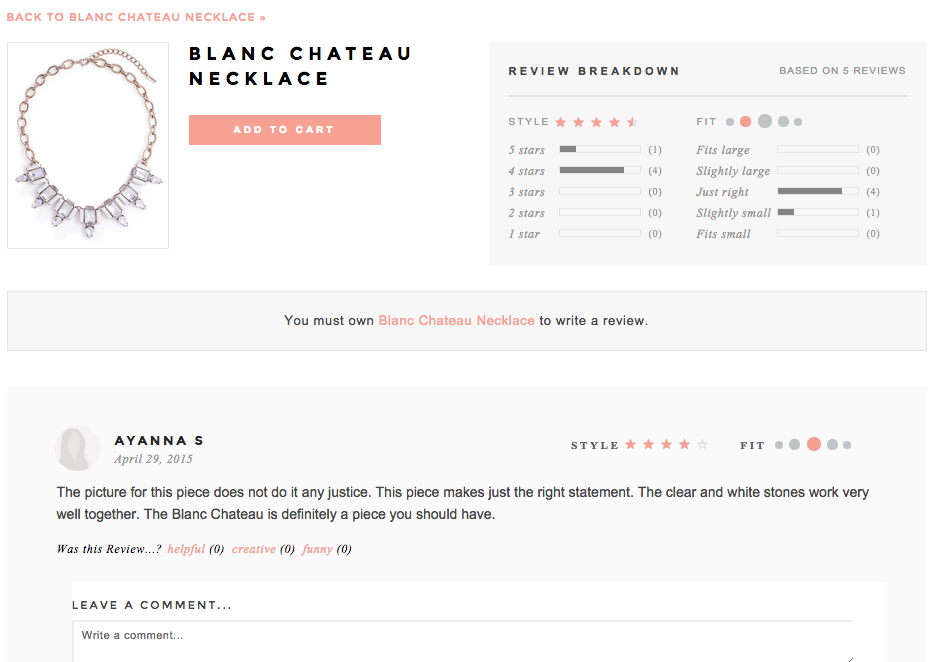 BACK TO BLANC CHATEAU NECKLACE »
BLANC CHATEAU
NECKLACE
ADD TO CART
REVIEW BREAKDOWN
BASED ON 5 REVIEWS
STYLE
5 stars (1)
4 stars (4)
3 stars (0)
2 stars (0)
1 star (0)
FIT
Fits large (0)
Slightly large (0)
Just right (4)
Slightly small (1)
Fits small (0)
You must own Blanc Chateau Necklace to write a review.
AYANNA S
April 29, 2015
STYLE
FIT
The picture for this piece does not do it any justice. This piece makes just the right statement. The clear and white stones work very
well together. The Blanc Chateau is definitely a piece you should have.
Was this Review...? helpful (0) creative (0) funny (0)
LEAVE A COMMENT...
Write a comment...